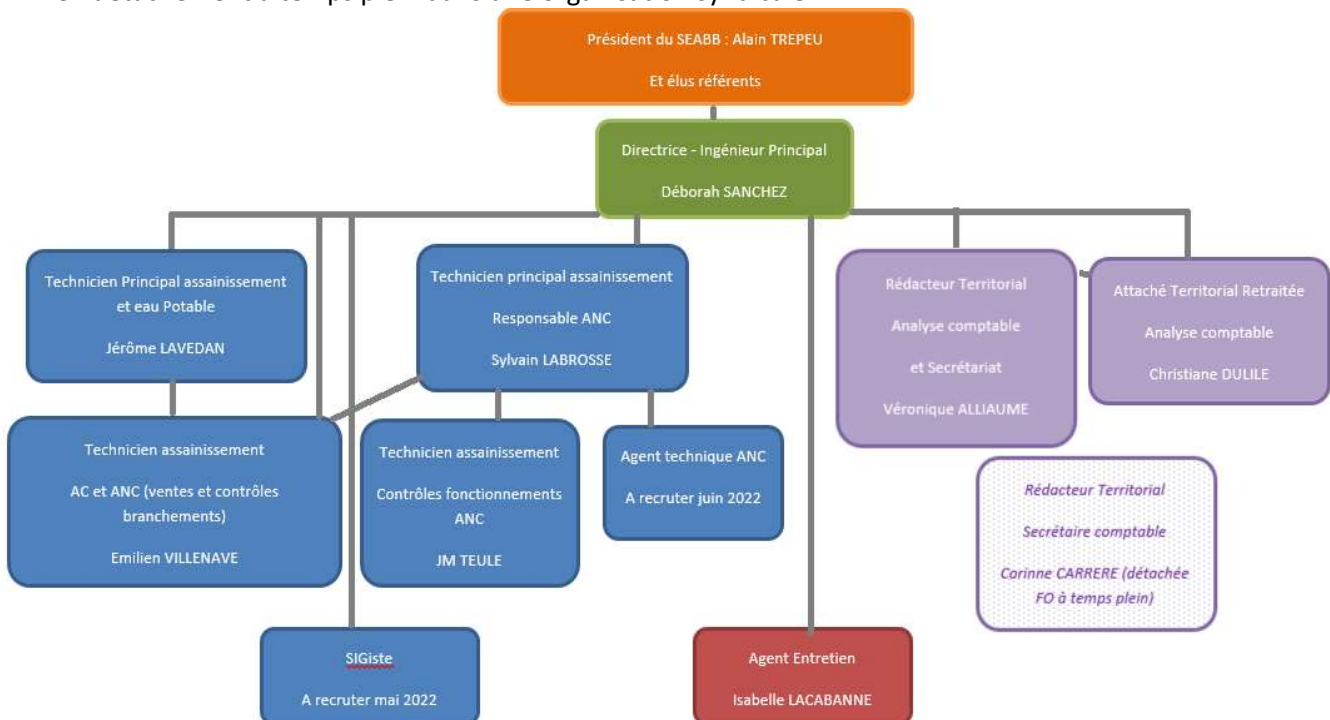 Président du SEABB : Alain TREPEU
Et élus référents
Directrice - Ingénieur Principal
Déborah SANCHEZ
Technicien Principal assainissement
et eau Potable
Jérôme LAVEDAN
Technicien principal assainissement
Responsable ANC
Sylvain LABROSSE
Rédacteur Territorial
Analyse comptable
et Secrétariat
Véronique ALLIAUME
Attaché Territorial Retraitée
Analyse comptable
Christiane DULILE
Technicien assainissement
AC et ANC (ventes et contrôles
branchements)
Emilien VILLENAVE
Technicien assainissement
Contrôles fonctionnements
ANC
JM TEULE
Agent technique ANC
A recruter juin 2022
Rédacteur Territorial
Secrétaire comptable
Corinne CARRERE (détachée
FO à temps plein)
SIGiste
A recruter mai 2022
Agent Entretien
Isabelle LACABANNE